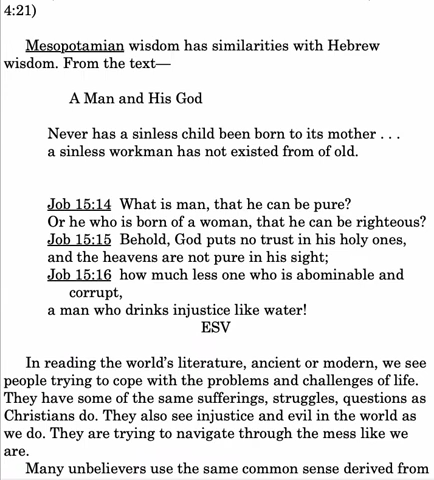 4:21)
Mesopotamian wisdom has similarities with Hebrew
wisdom. From the text—
A Man and His God
Never has a sinless child been born to its mother . . .
a sinless workman has not existed from of old.
Job 15:14 What is man, that he can be pure?
Or he who is born of a woman, that he can be righteous?
Job 15:15 Behold, God puts no trust in his holy ones,
and the heavens are not pure in his sight;
Job 15:16 how much less one who is abominable and
corrupt,
a man who drinks injustice like water!
ESV
In reading the world's literature, ancient or modern, we see
people trying to cope with the problems and challenges of life.
They have some of the same sufferings, struggles, questions as
Christians do. They also see injustice and evil in the world as
we do. They are trying to navigate through the mess like we
are.
Many unbelievers use the same common sense derived from